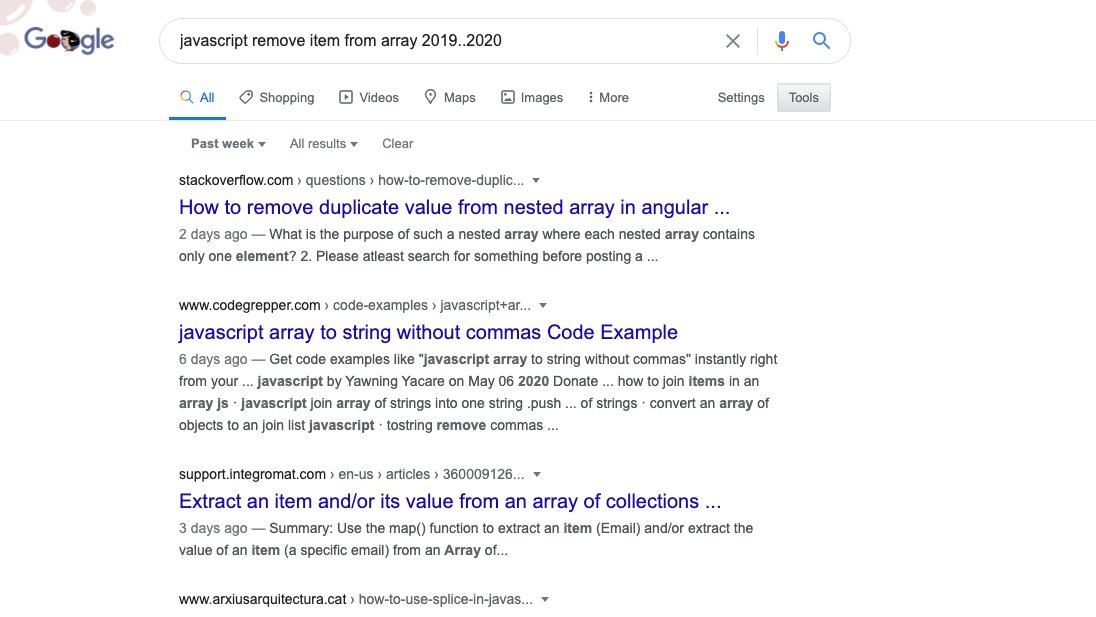 Google
javascript remove item from array 2019..2020
All Shopping Videos Maps Images More Settings Tools
Past week All results Clear
stackoverflow.com › questions › how-to-remove-duplic...
How to remove duplicate value from nested array in angular ...
2 days ago — What is the purpose of such a nested array where each nested array contains
only one element? 2. Please atleast search for something before posting a ...
www.codegrepper.com › code-examples › javascript+ar...
javascript array to string without commas Code Example
6 days ago — Get code examples like "javascript array to string without commas" instantly right
from your ... javascript by Yawning Yacare on May 06 2020 Donate ... how to join items in an
array js · javascript join array of strings into one string .push ... of strings · convert an array of
objects to an join list javascript · tostring remove commas ...
support.integromat.com › en-us › articles › 360009126...
Extract an item and/or its value from an array of collections ...
3 days ago — Summary: Use the map() function to extract an item (Email) and/or extract the
value of an item (a specific email) from an Array of...
www.arxiusarquitectura.cat › how-to-use-splice-in-javas...